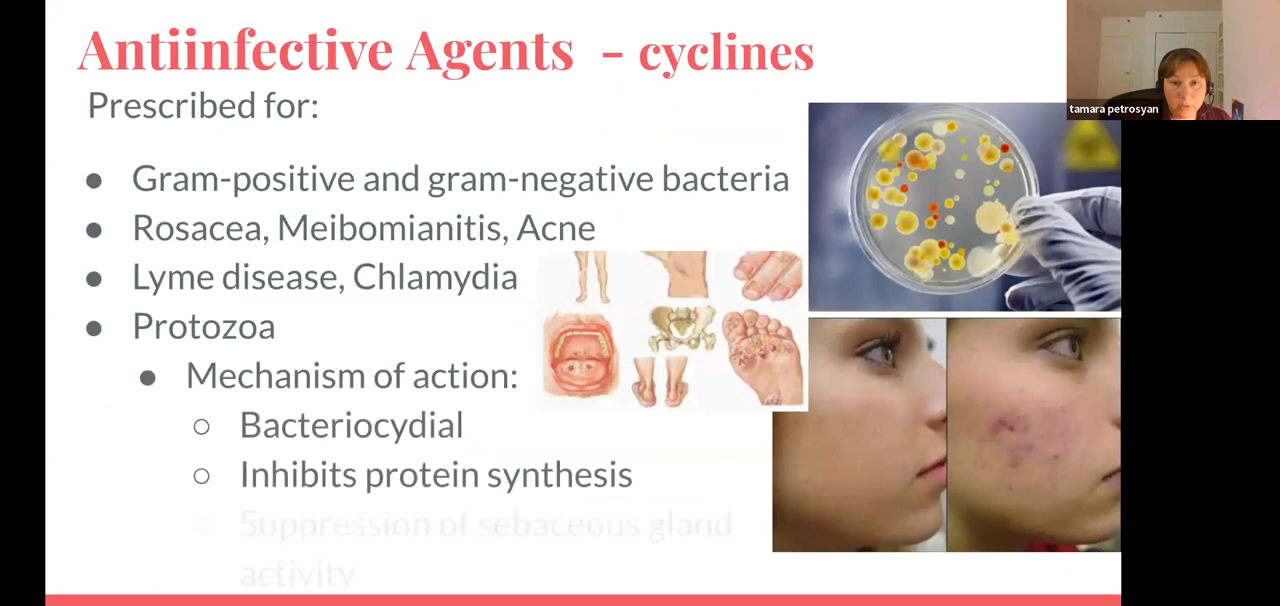 Antiinfective Agents - cyclines
tamara petrosyan
Prescribed for:
● Gram-positive and gram-negative bacteria
● Rosacea, Meibomianitis, Acne
● Lyme disease, Chlamydia
● Protozoa
● Mechanism of action:
○ Bacteriocydial
○ Inhibits protein synthesis
○ Suppression of sebaceous gland
activity